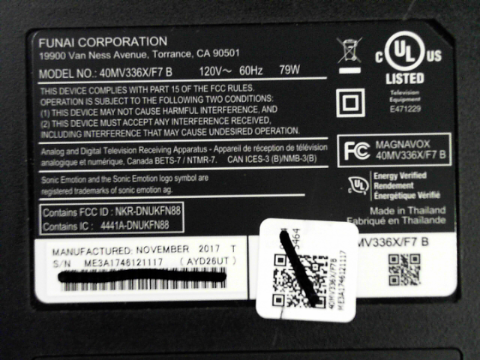 FUNAI CORPORATION
19900 Van Ness Avenue, Torrance, CA 90501
MODEL NO.: 40MV336X/F7 B 120V~ 60Hz 79W
THIS DEVICE COMPLIES WITH PART 15 OF THE FCC RULES.
OPERATION IS SUBJECT TO THE FOLLOWING TWO CONDITIONS:
(1) THIS DEVICE MAY NOT CAUSE HARMFUL INTERFERENCE, AND
(2) THIS DEVICE MUST ACCEPT ANY INTERFERENCE RECEIVED,
INCLUDING INTERFERENCE THAT MAY CAUSE UNDESIRED OPERATION.
Analog and Digital Television Receiving Apparatus / Appareil de réception de télévision
analogique et numérique, Canada BETS-7 / NTMR-7. CAN ICES-3 (B)/NMB-3(B)
Sonic Emotion and the Sonic Emotion logo symbol are
registered trademarks of sonic emotion ag.
Contains FCC ID : NKR-DNUKFN88
Contains IC : 4441A-DNUKFN88
C UL US
LISTED
Television
Equipment
E471229
FC MAGNAVOX
40MV336X/F7 B
Energy Verified
Rendement
Énergétique Vérifié
Made in Thailand
Fabriqué en Thaïlande
MV336X/F7 B
MANUFACTURED: NOVEMBER 2017 T
S/N ME3A1746121117 (AYD26UT)
5464
40MV336X/F7B
ME3A1746121117